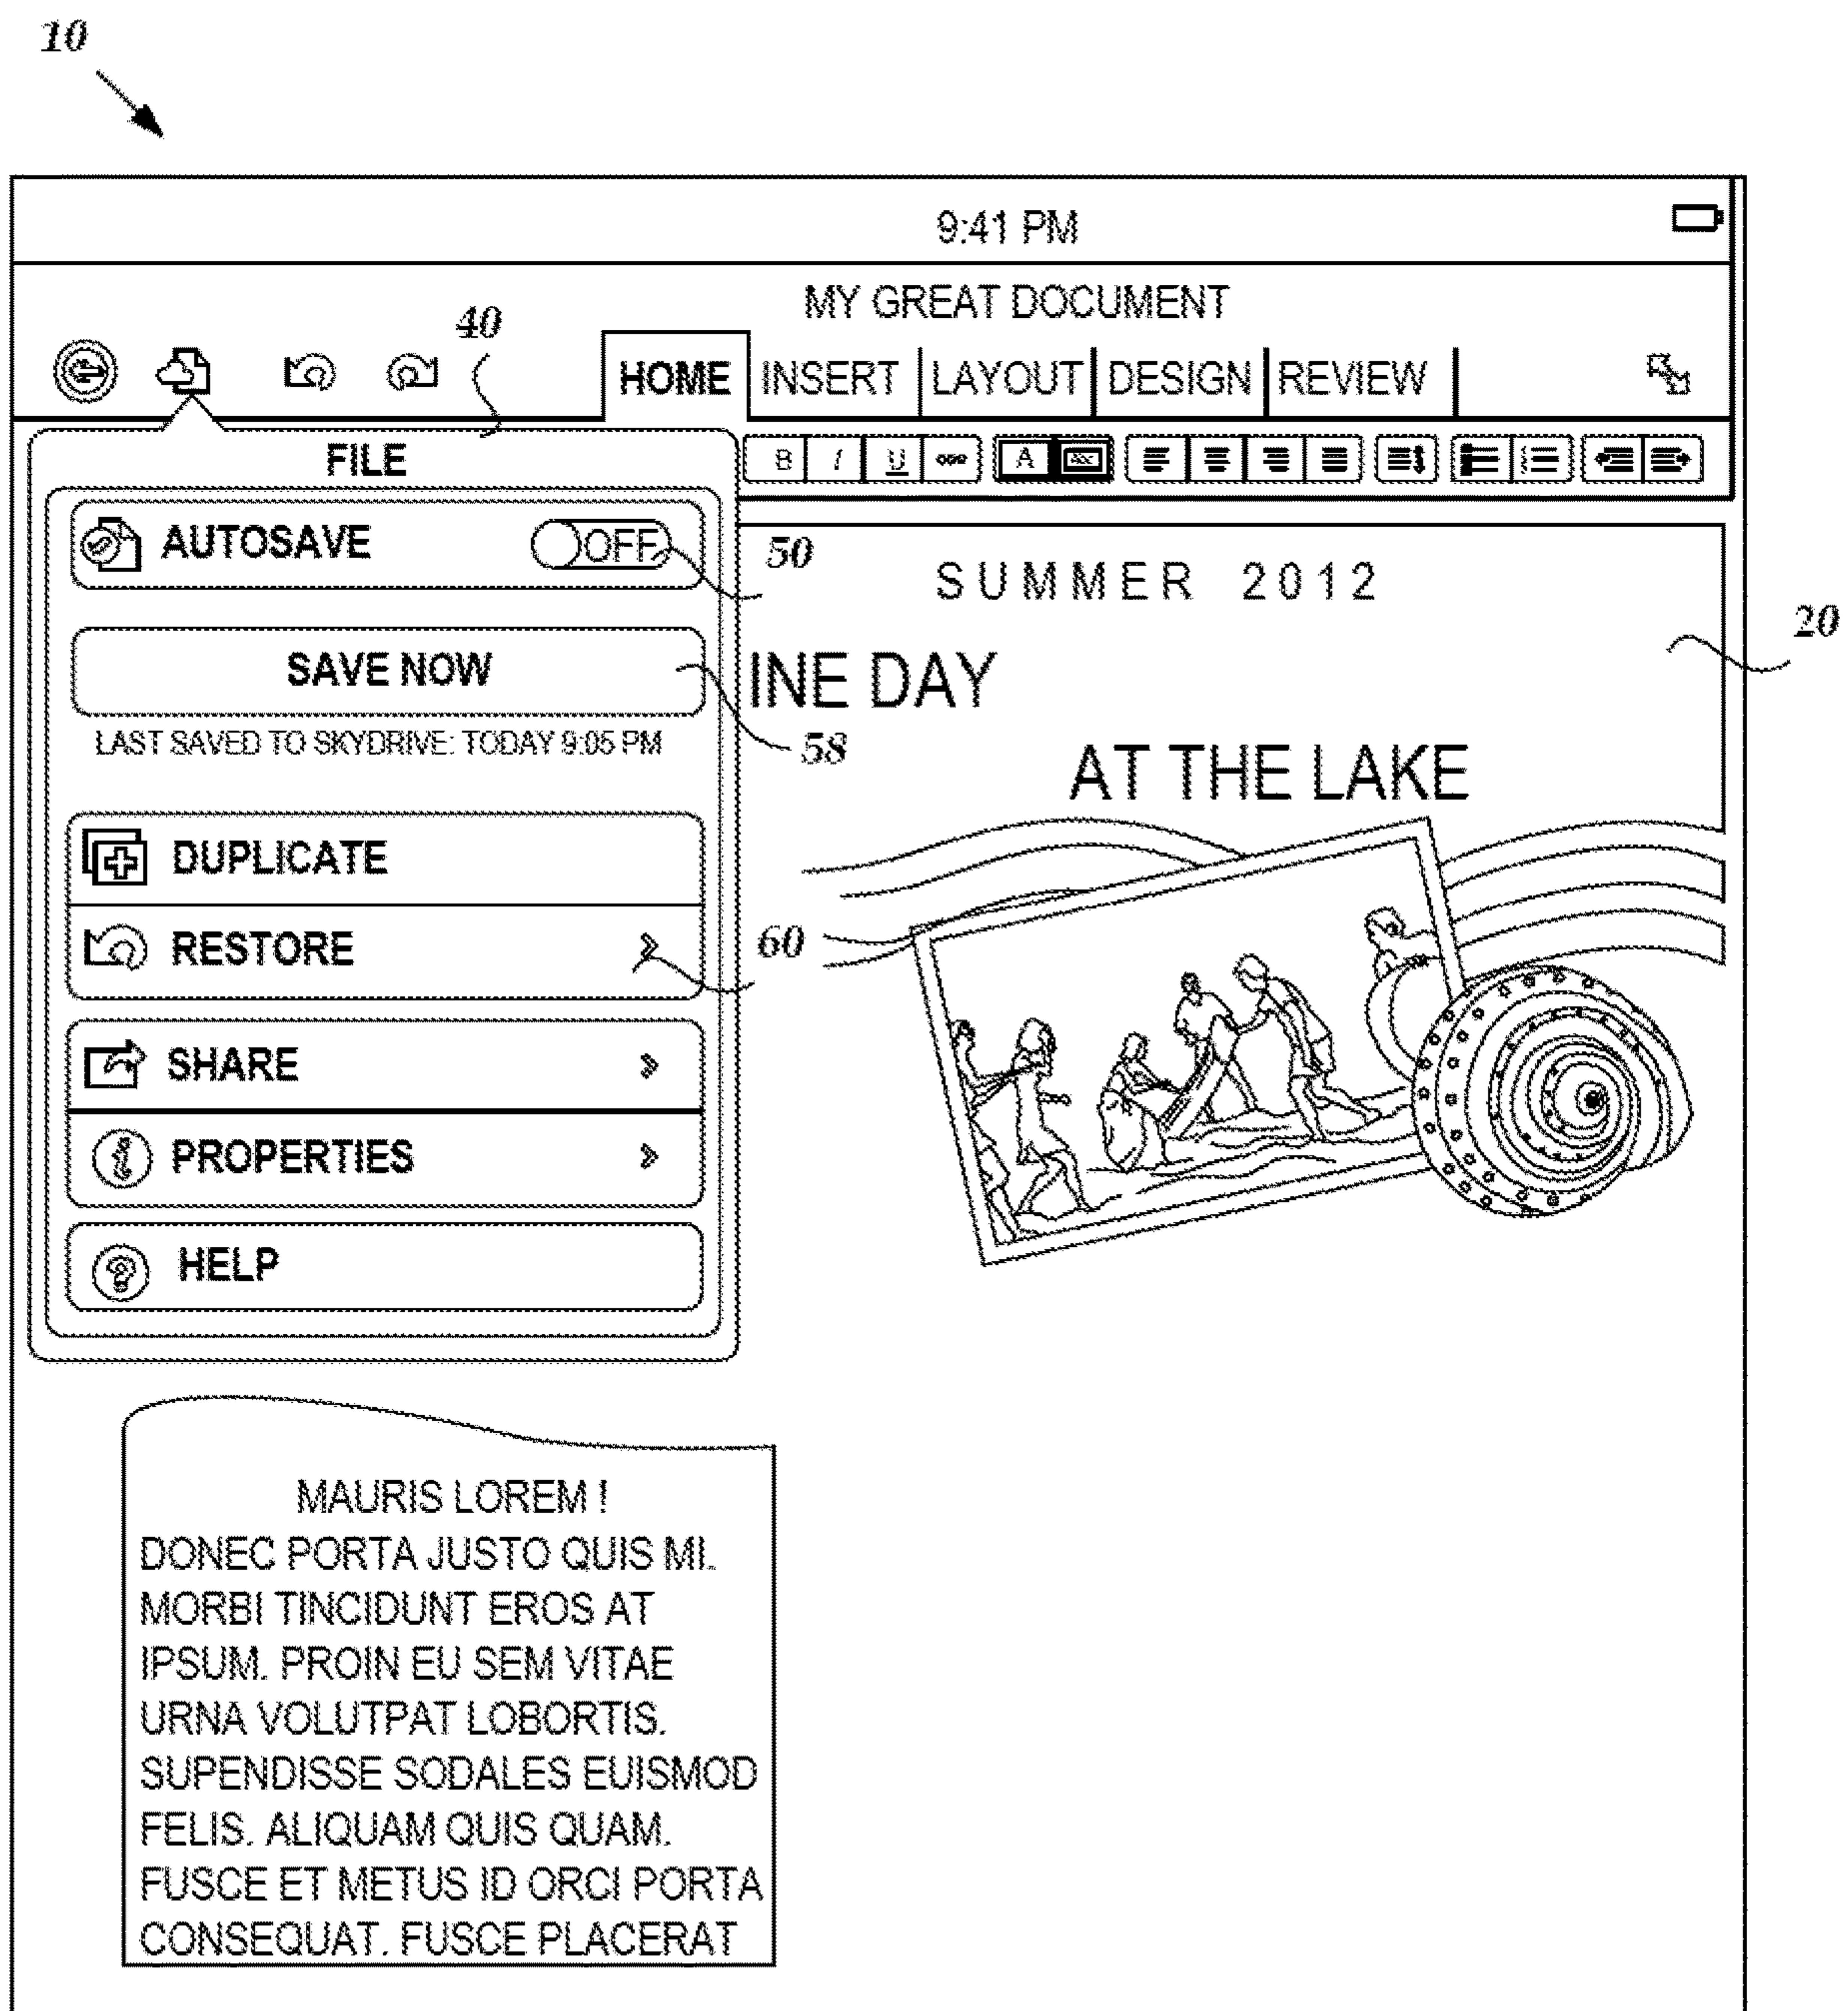 10
9:41 PM
MY GREAT DOCUMENT
40
HOME INSERT LAYOUT DESIGN REVIEW
FILE
B I U A Abc
AUTOSAVE OFF
50
SUMMER 2012
20
SAVE NOW
INE DAY
LAST SAVED TO SKYDRIVE: TODAY 9:05 PM
58
AT THE LAKE
DUPLICATE
RESTORE
60
SHARE
PROPERTIES
HELP
MAURIS LOREM !
DONEC PORTA JUSTO QUIS MI.
MORBI TINCIDUNT EROS AT
IPSUM. PROIN EU SEM VITAE
URNA VOLUTPAT LOBORTIS.
SUPENDISSE SODALES EUISMOD
FELIS. ALIQUAM QUIS QUAM.
FUSCE ET METUS ID ORCI PORTA
CONSEQUAT. FUSCE PLACERAT